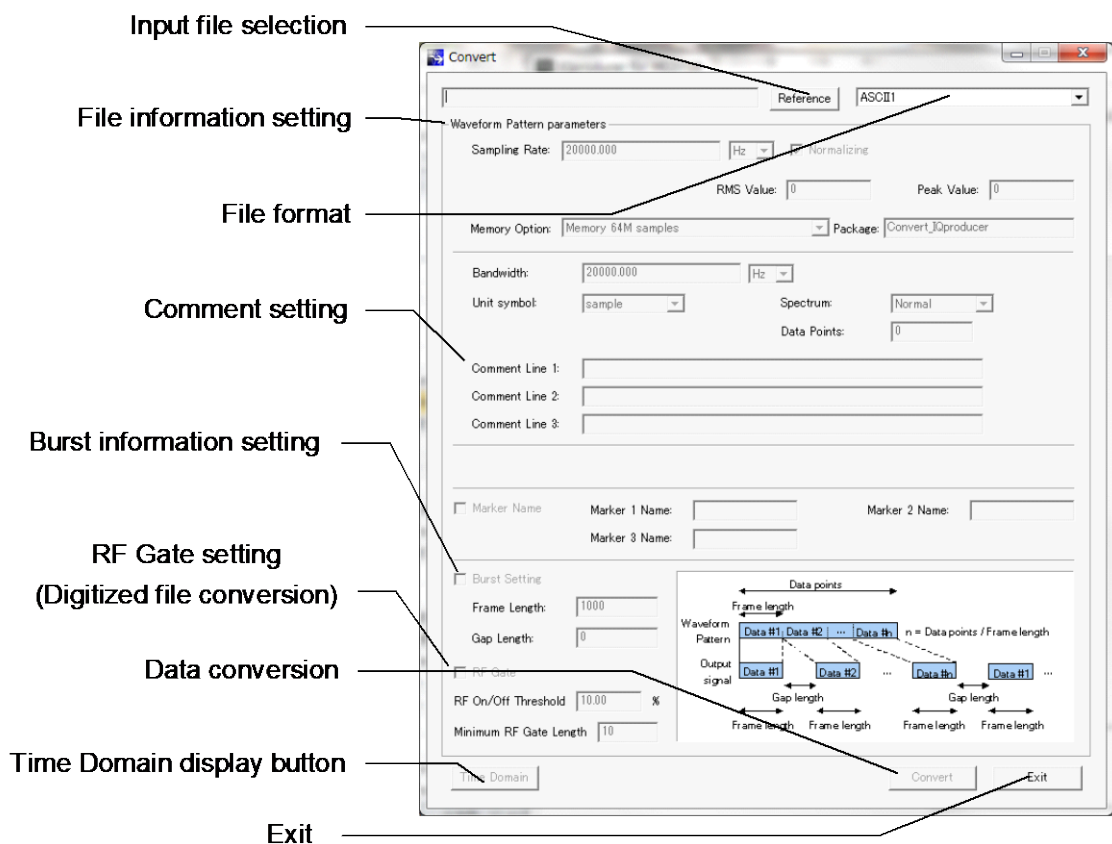 Input file selection
Convert
Reference
ASCII1
File information setting
Waveform Pattern parameters
Sampling Rate: 20000.000 Hz Normalizing
RMS Value: 0 Peak Value: 0
File format
Memory Option: Memory 64M samples Package: Convert_IQproducer
Bandwidth: 20000.000 Hz
Unit symbol: sample Spectrum: Normal
Data Points: 0
Comment setting
Comment Line 1:
Comment Line 2:
Comment Line 3:
Burst information setting
Marker Name Marker 1 Name: Marker 2 Name:
Marker 3 Name:
RF Gate setting
(Digitized file conversion)
Burst Setting
Frame Length: 1000
Gap Length: 0
RF Gate
RF On/Off Threshold 10.00 %
Minimum RF Gate Length 10
Data points
Frame length
Waveform
Pattern
Data #1 Data #2 ... Data #n n = Data points / Frame length
Output
signal
Data #1 Data #2 ... Data #n Data #1 ...
Gap length Gap length
Frame length Frame length Frame length Frame length
Data conversion
Time Domain display button
Time Domain Convert Exit
Exit